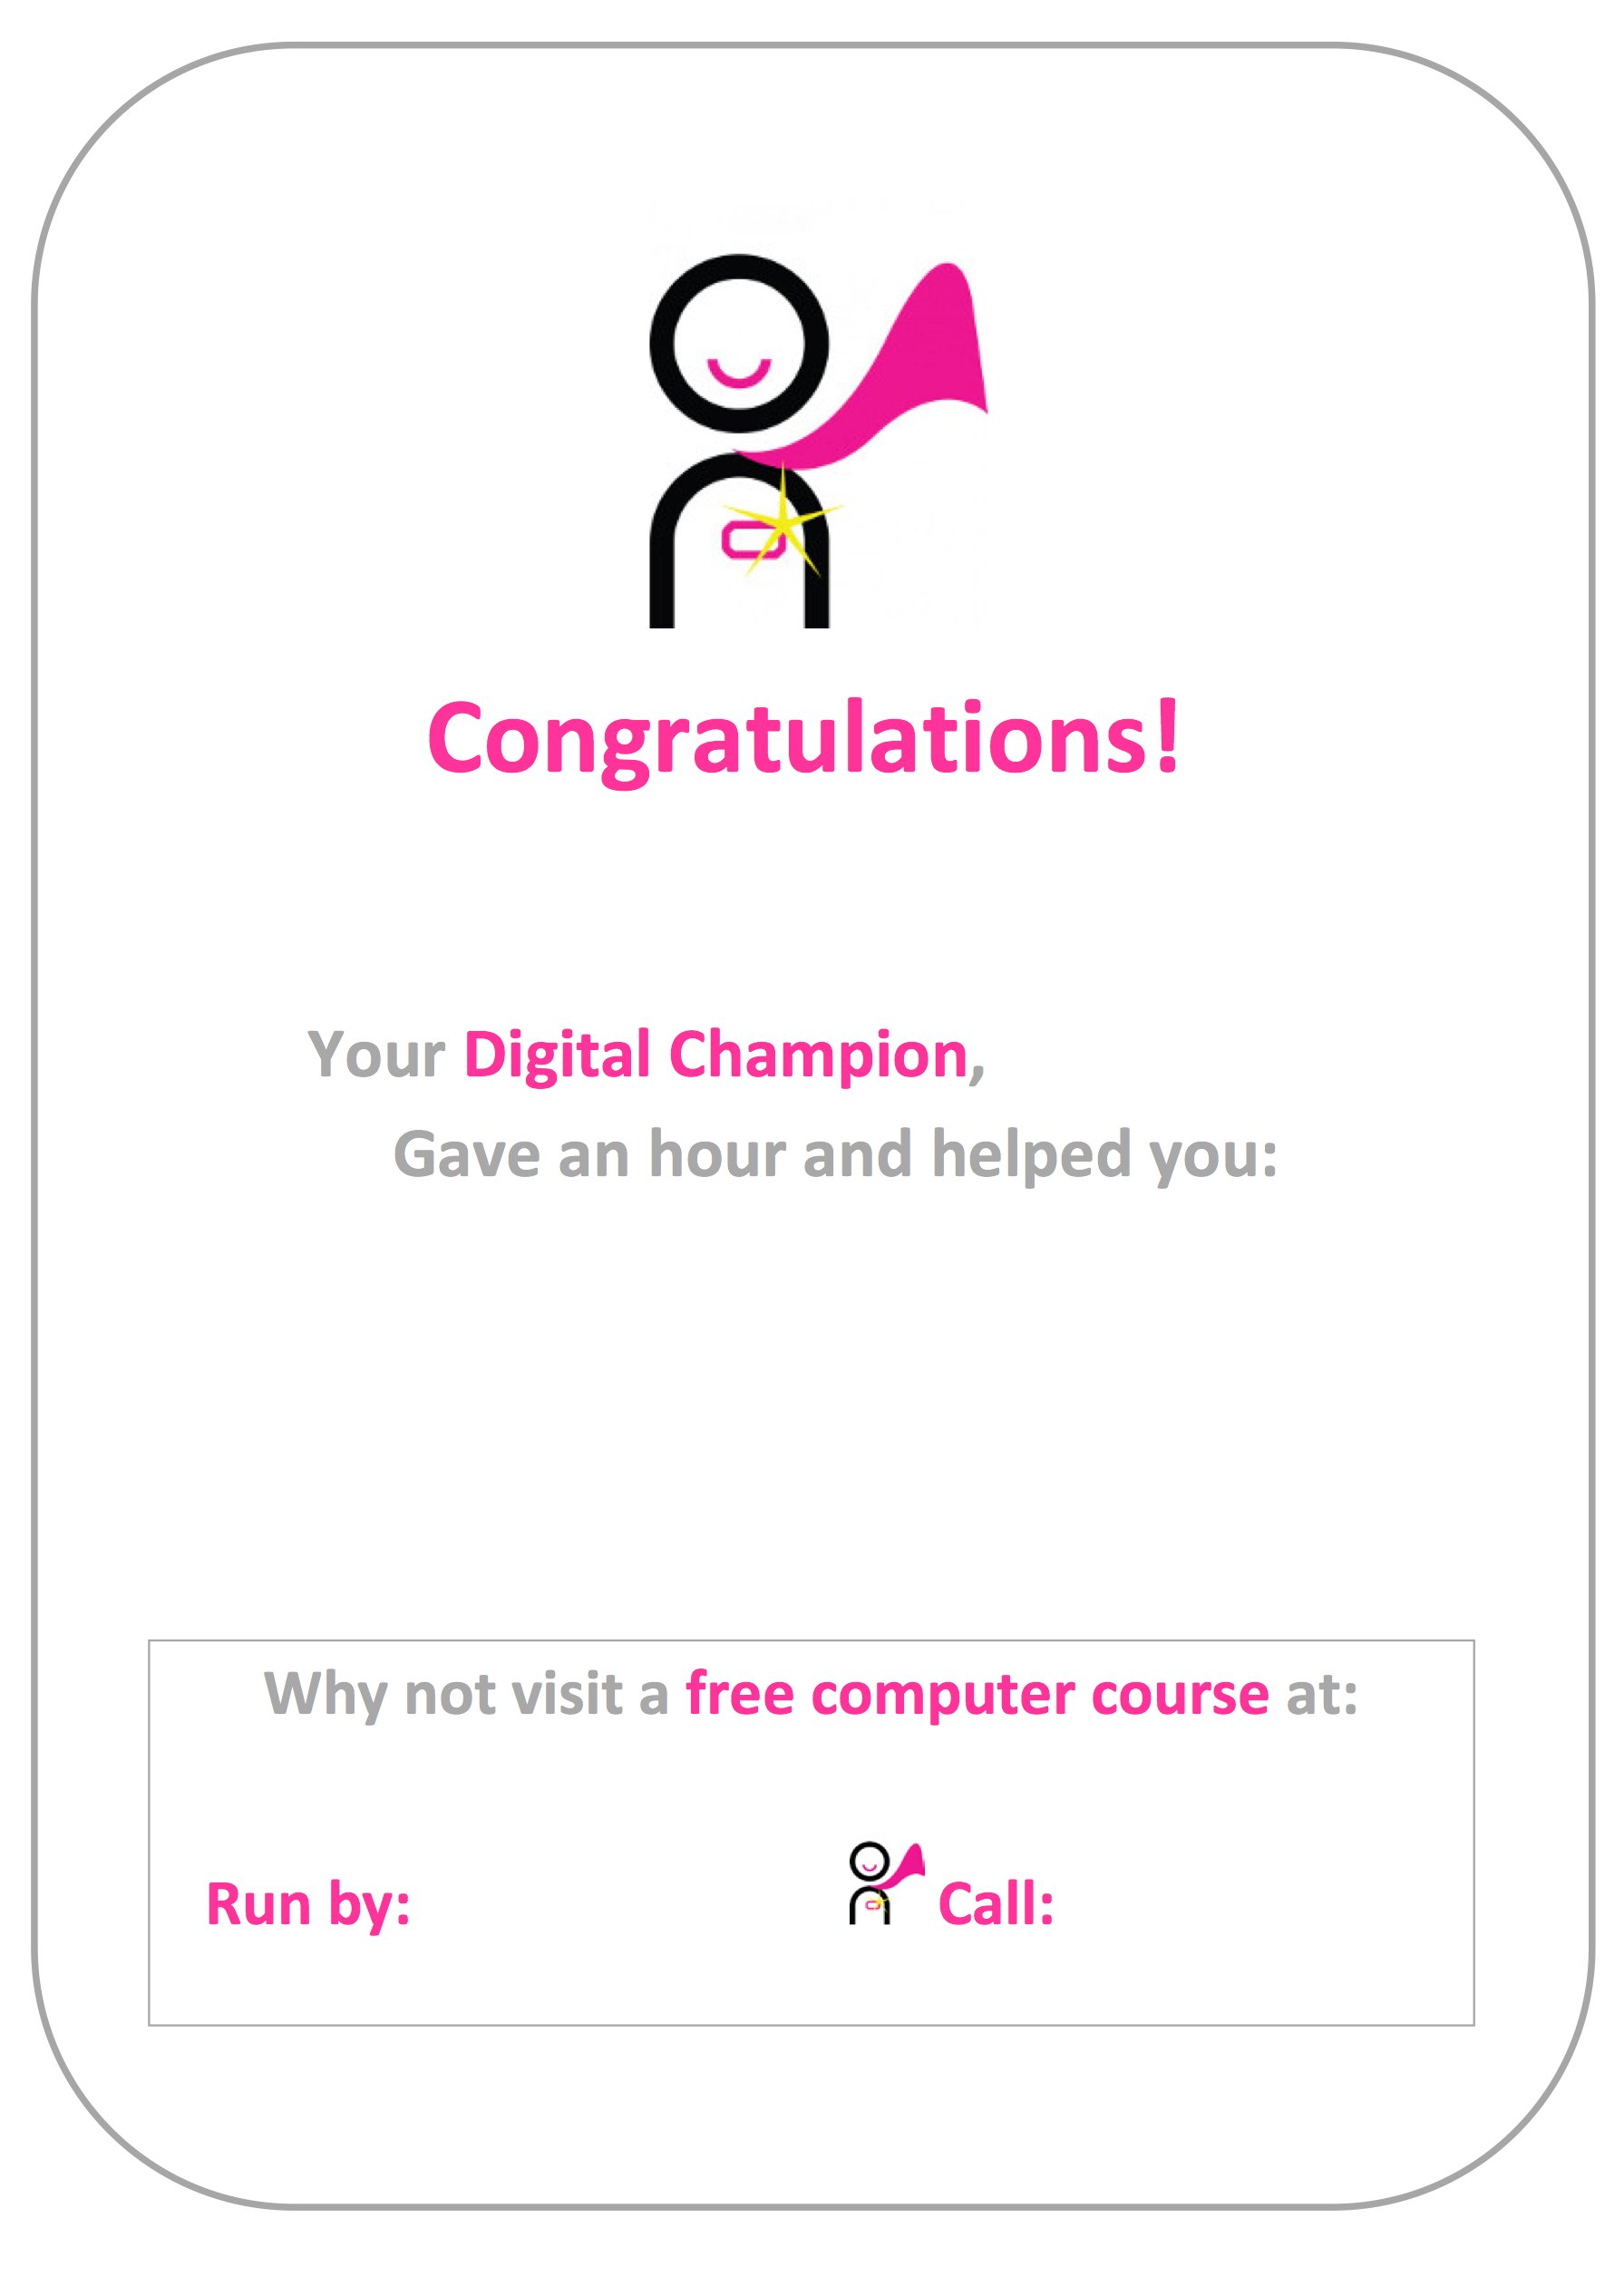 Congratulations!
Your Digital Champion,
Gave an hour and helped you:
Why not visit a free computer course at:
Run by: Call: